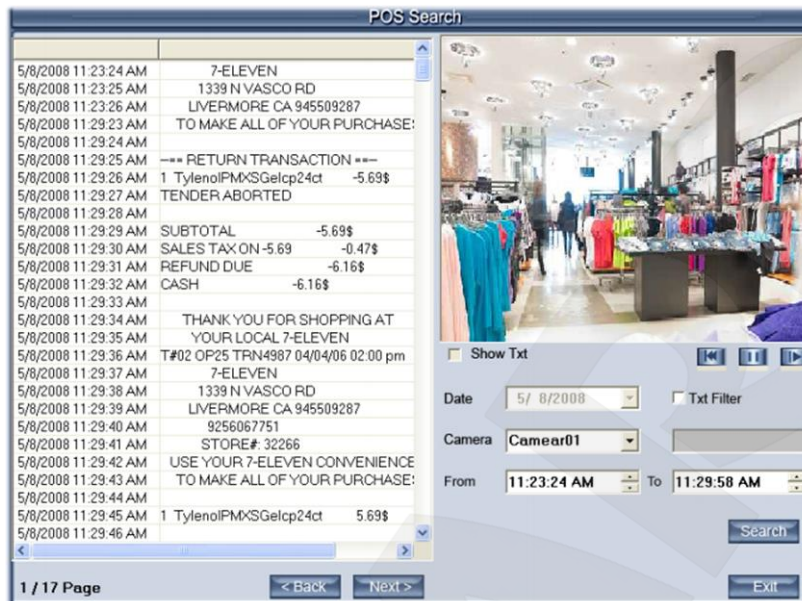 POS Search
5/8/2008 11:23:24 AM 7-ELEVEN
5/8/2008 11:23:25 AM 1339 N VASCO RD
5/8/2008 11:23:26 AM LIVERMORE CA 945509287
5/8/2008 11:29:23 AM TO MAKE ALL OF YOUR PURCHASE
5/8/2008 11:29:24 AM
5/8/2008 11:29:25 AM -== RETURN TRANSACTION ==-
5/8/2008 11:29:26 AM 1 TylenolPMXSGelcp24ct -5.69$
5/8/2008 11:29:27 AM TENDER ABORTED
5/8/2008 11:29:28 AM
5/8/2008 11:29:29 AM SUBTOTAL -5.69$
5/8/2008 11:29:30 AM SALES TAX ON -5.69 -0.47$
5/8/2008 11:29:31 AM REFUND DUE -6.16$
5/8/2008 11:29:32 AM CASH -6.16$
5/8/2008 11:29:33 AM
5/8/2008 11:29:34 AM THANK YOU FOR SHOPPING AT
5/8/2008 11:29:35 AM YOUR LOCAL 7-ELEVEN
5/8/2008 11:29:36 AM T#02 OP25 TRN4987 04/04/06 02:00 pm
5/8/2008 11:29:37 AM 7-ELEVEN
5/8/2008 11:29:38 AM 1339 N VASCO RD
5/8/2008 11:29:39 AM LIVERMORE CA 945509287
5/8/2008 11:29:40 AM 9256067751
5/8/2008 11:29:41 AM STORE#: 32266
5/8/2008 11:29:42 AM USE YOUR 7-ELEVEN CONVENIENCE
5/8/2008 11:29:43 AM TO MAKE ALL OF YOUR PURCHASE
5/8/2008 11:29:44 AM
5/8/2008 11:29:45 AM 1 TylenolPMXSGelcp24ct 5.69$
5/8/2008 11:29:46 AM
1 / 17 Page
< Back
Next >
Show Txt
Date 5/ 8/2008 Txt Filter
Camera Camear01
From 11:23:24 AM To 11:29:58 AM
Search
Exit